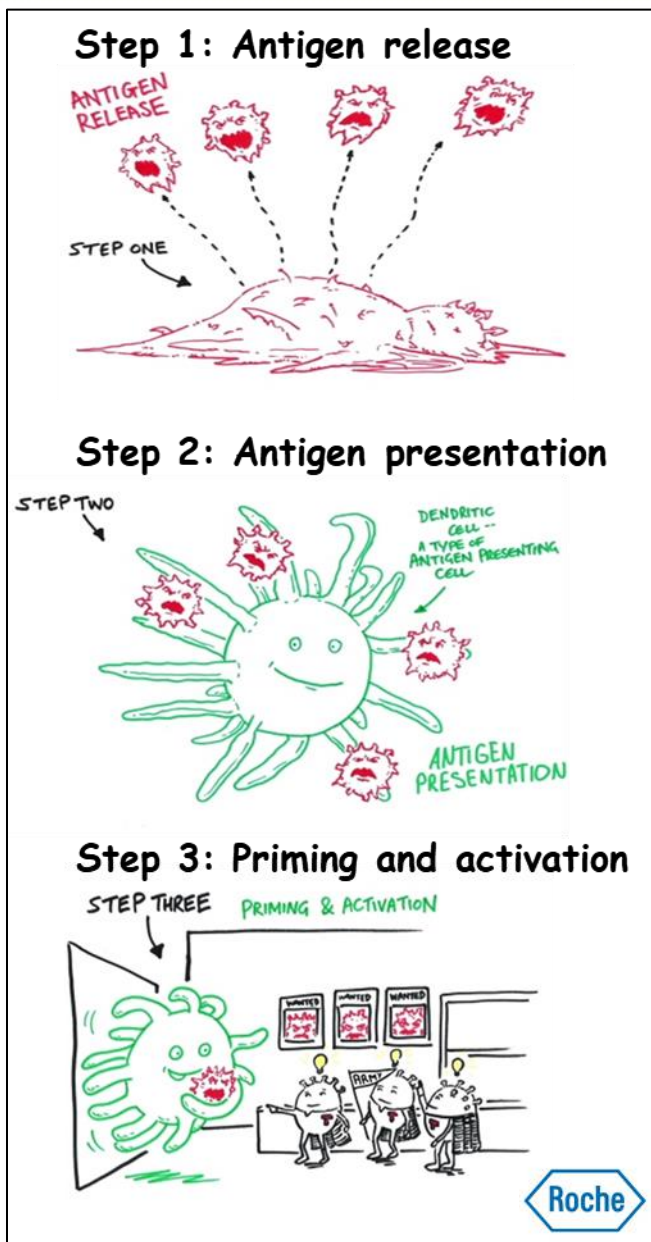 Step 1: Antigen release
ANTIGEN
RELEASE
STEP ONE
Step 2: Antigen presentation
STEP TWO
DENDRITIC
CELL --
A TYPE OF
ANTIGEN PRESENTING
CELL
ANTIGEN
PRESENTATION
Step 3: Priming and activation
STEP THREE
PRIMING & ACTIVATION
WANTED
WANTED
WANTED
ARMY
T
T
T
Roche